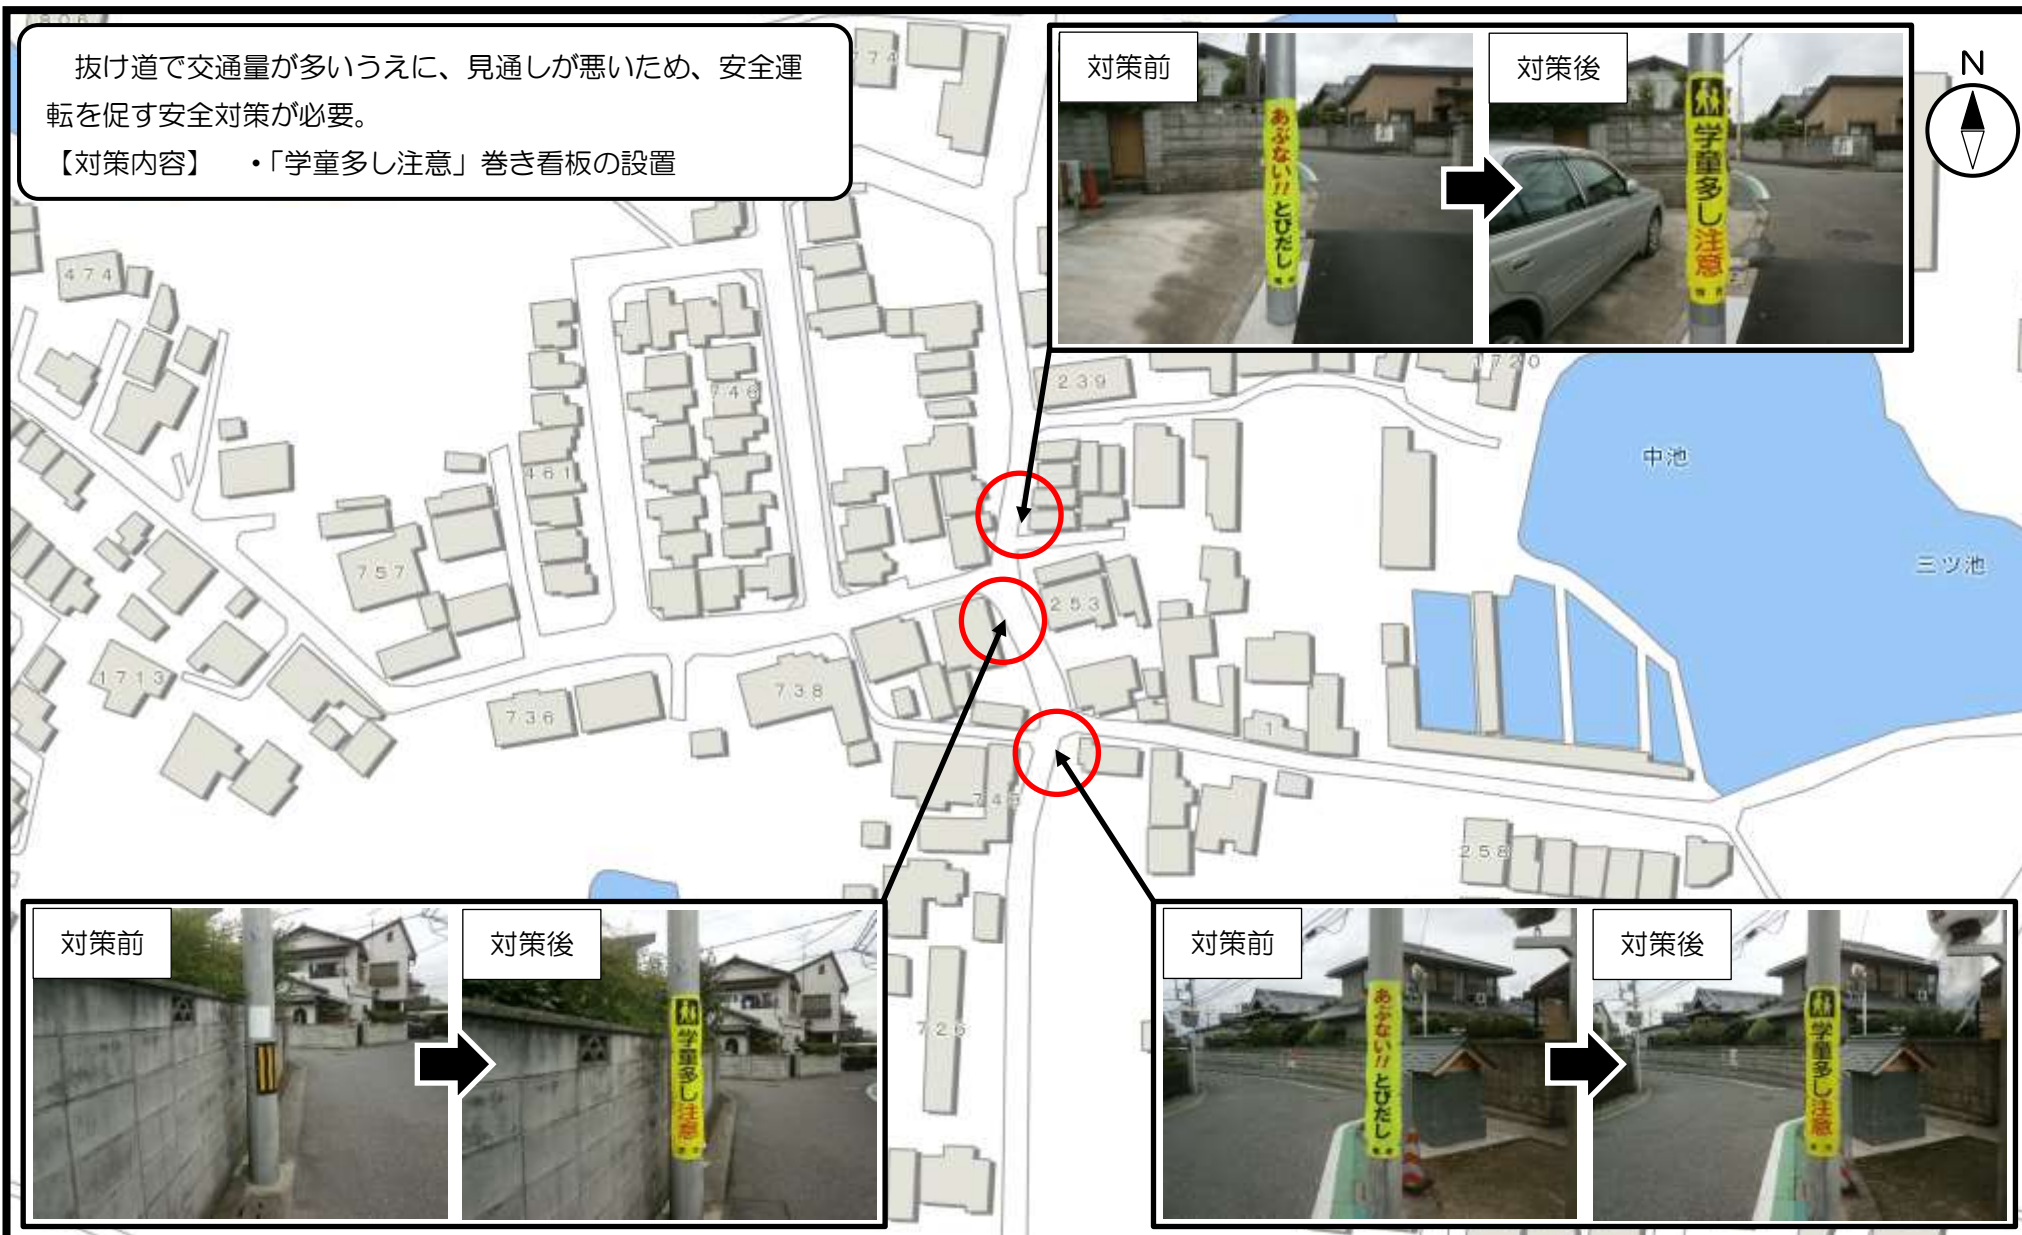 抜け道で交通量が多いうえに、見通しが悪いため、安全運
転を促す安全対策が必要。
【対策内容】　・「学童多し注意」巻き看板の設置
対策前
あぶない!!とびだし
対策後
学童多し注意
N
774
474
746
239
1720
461
中池
757
三ツ池
253
1713
738
736
1
745
258
726
対策前
対策後
学童多し注意
対策前
あぶない!!とびだし
対策後
学童多し注意